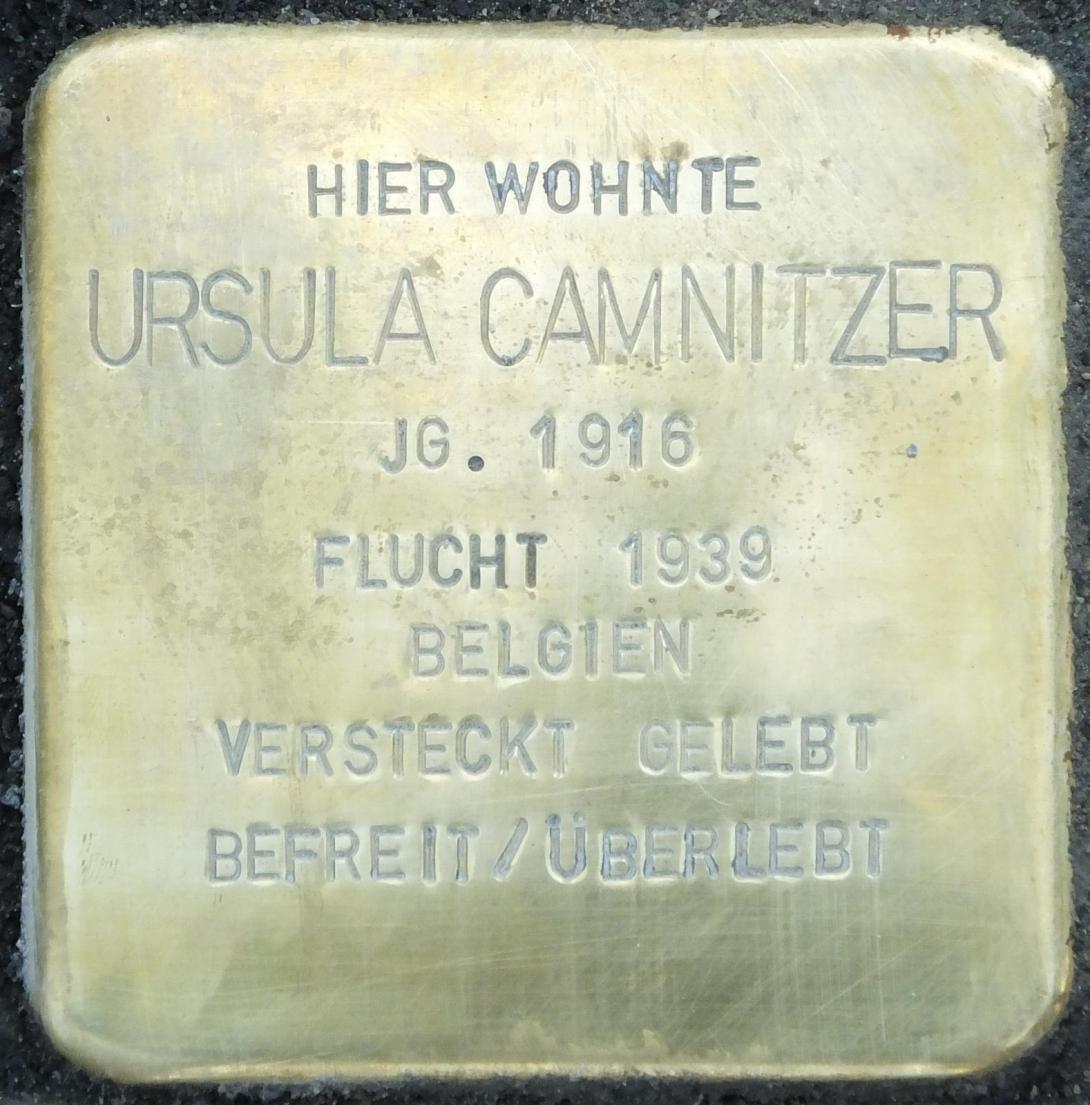 HIER WOHNTE
URSULA CAMNITZER
JG. 1916
FLUCHT 1939
BELGIEN
VERSTECKT GELEBT
BEFREIT/ÜBERLEBT